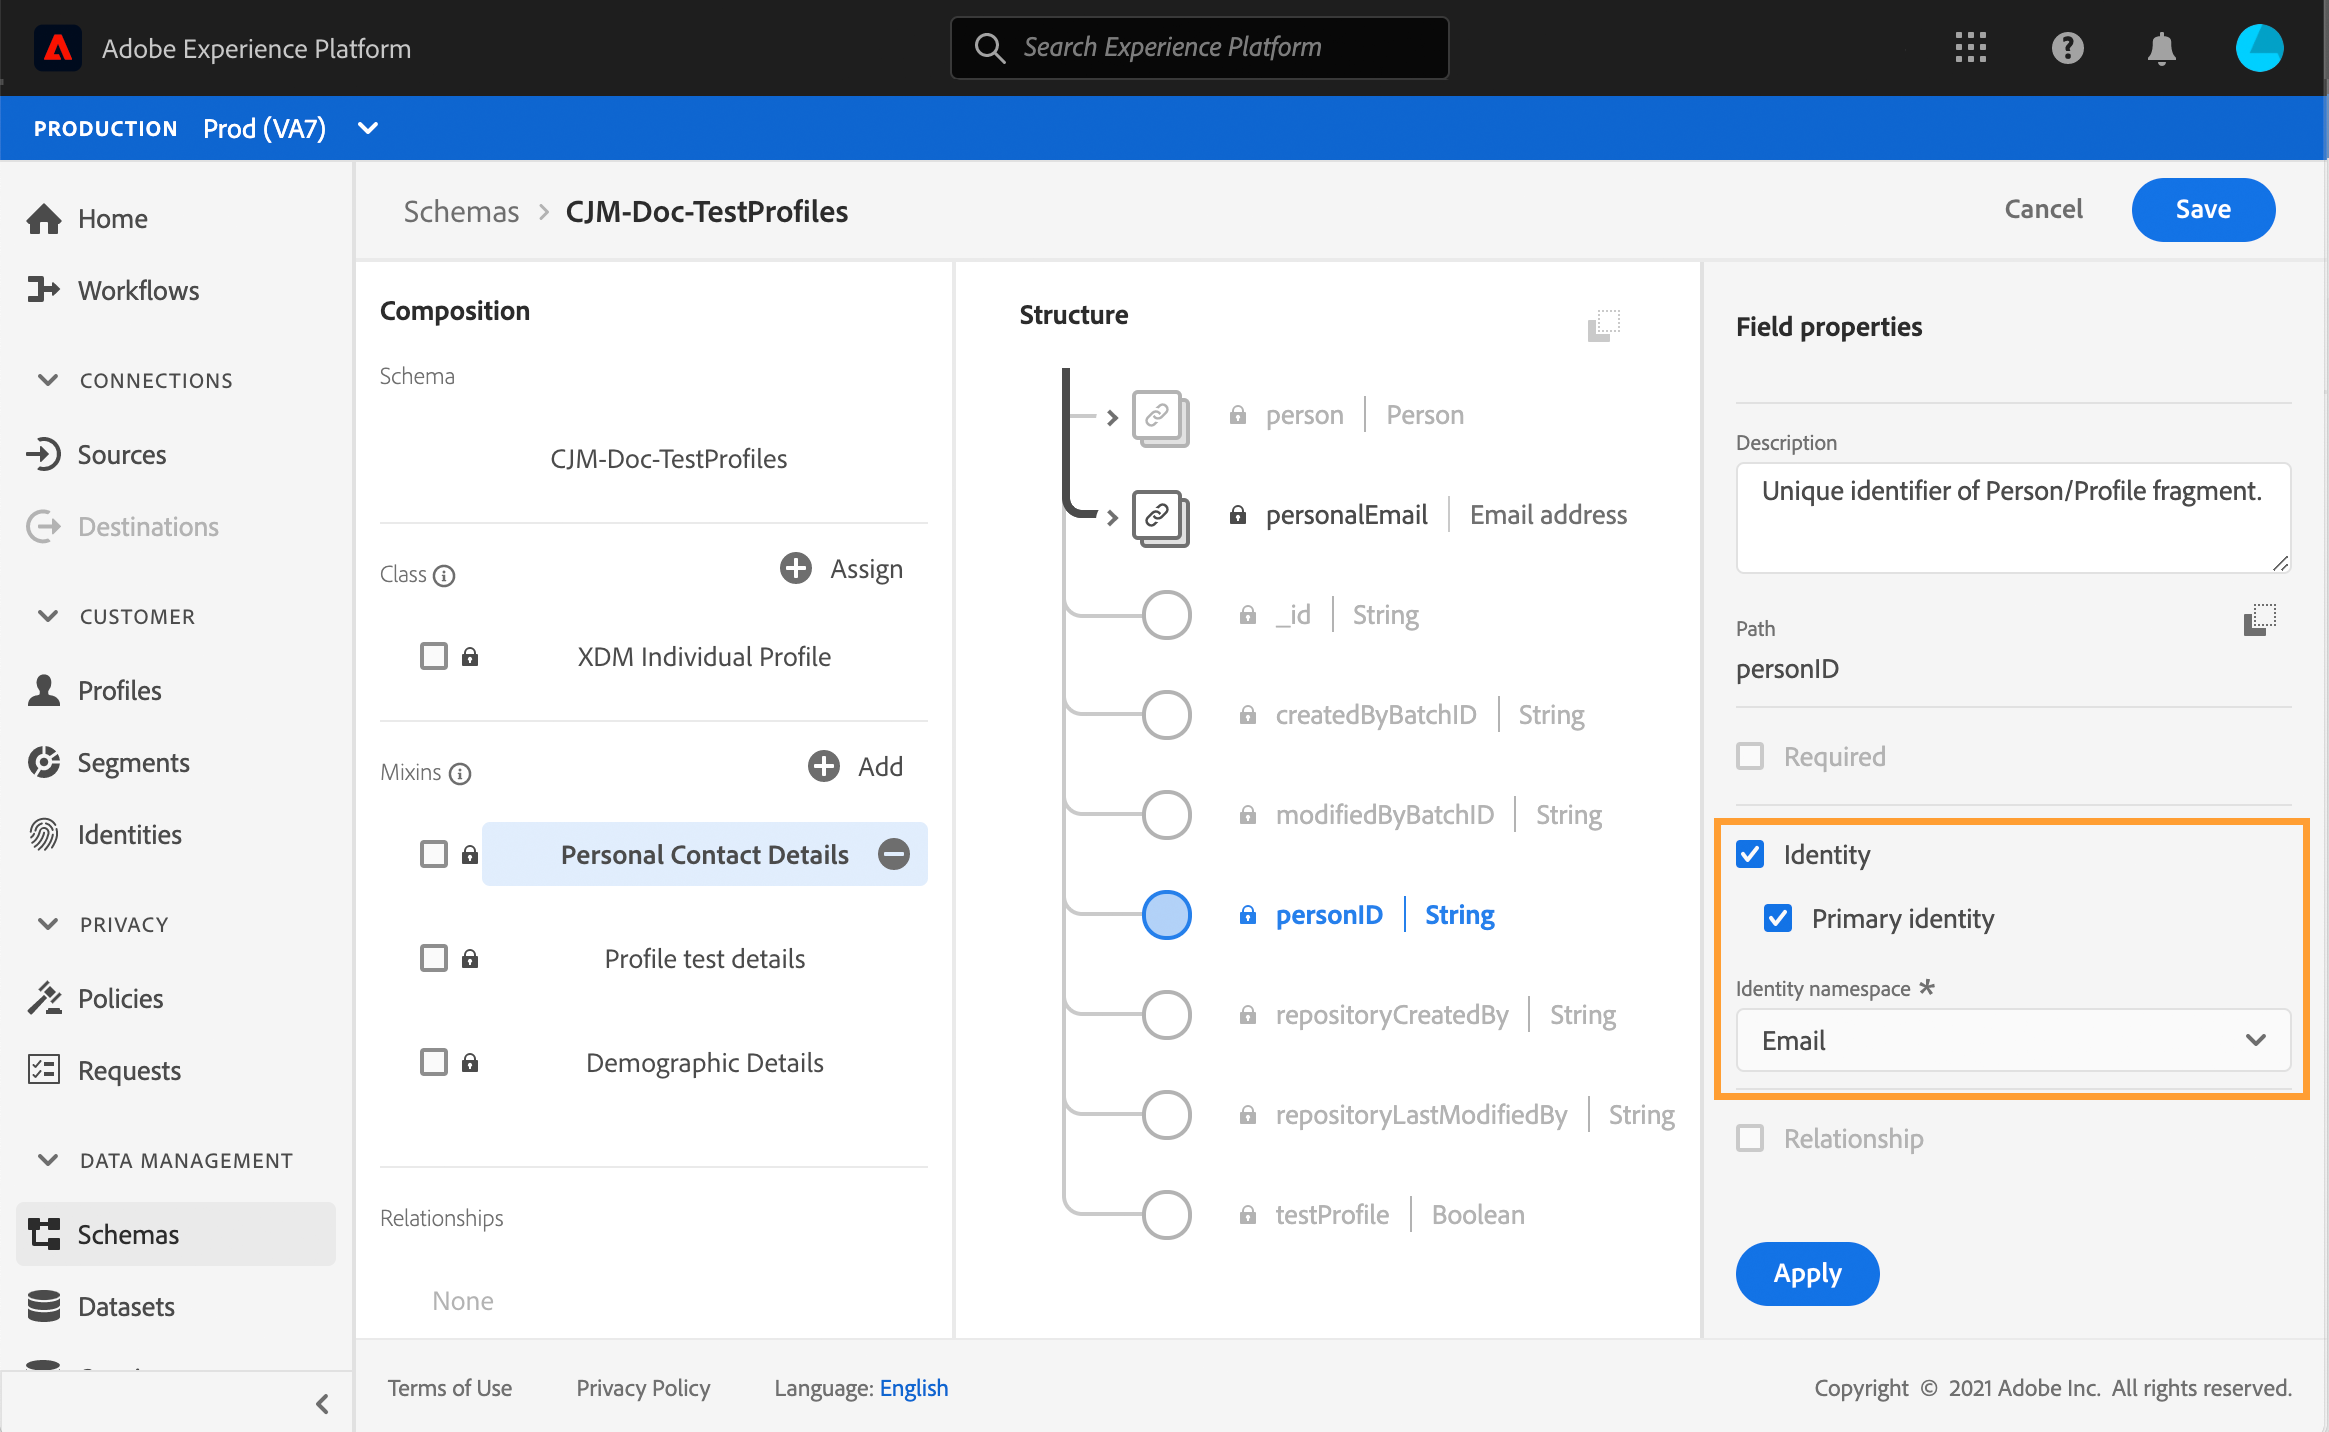 Adobe Experience Platform
Search Experience Platform
PRODUCTION Prod (VA7)
Home
Workflows
CONNECTIONS
Sources
Destinations
CUSTOMER
Profiles
Segments
Identities
PRIVACY
Policies
Requests
DATA MANAGEMENT
Schemas
Datasets
Schemas > CJM-Doc-TestProfiles
Cancel
Save
Composition
Schema
CJM-Doc-TestProfiles
Class
Assign
XDM Individual Profile
Mixins
Add
Personal Contact Details
Profile test details
Demographic Details
Relationships
None
Structure
person | Person
personalEmail | Email address
_id | String
createdByBatchID | String
modifiedByBatchID | String
personID | String
repositoryCreatedBy | String
repositoryLastModifiedBy | String
testProfile | Boolean
Field properties
Description
Unique identifier of Person/Profile fragment.
Path
personID
Required
Identity
Primary identity
Identity namespace *
Email
Relationship
Apply
Terms of Use
Privacy Policy
Language: English
Copyright © 2021 Adobe Inc. All rights reserved.